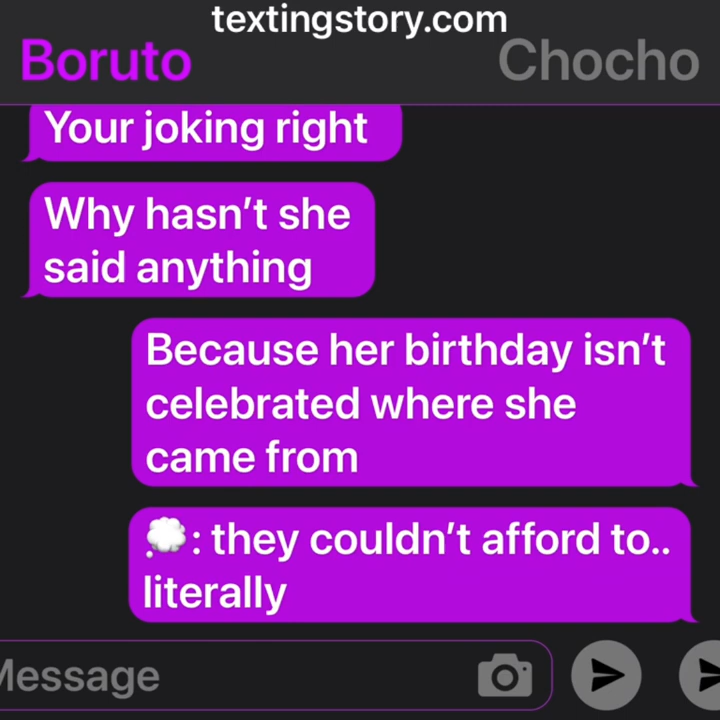 textingstory.com
Boruto
Chocho
Your joking right
Why hasn’t she
said anything
Because her birthday isn’t
celebrated where she
came from
💭: they couldn’t afford to..
literally
Message